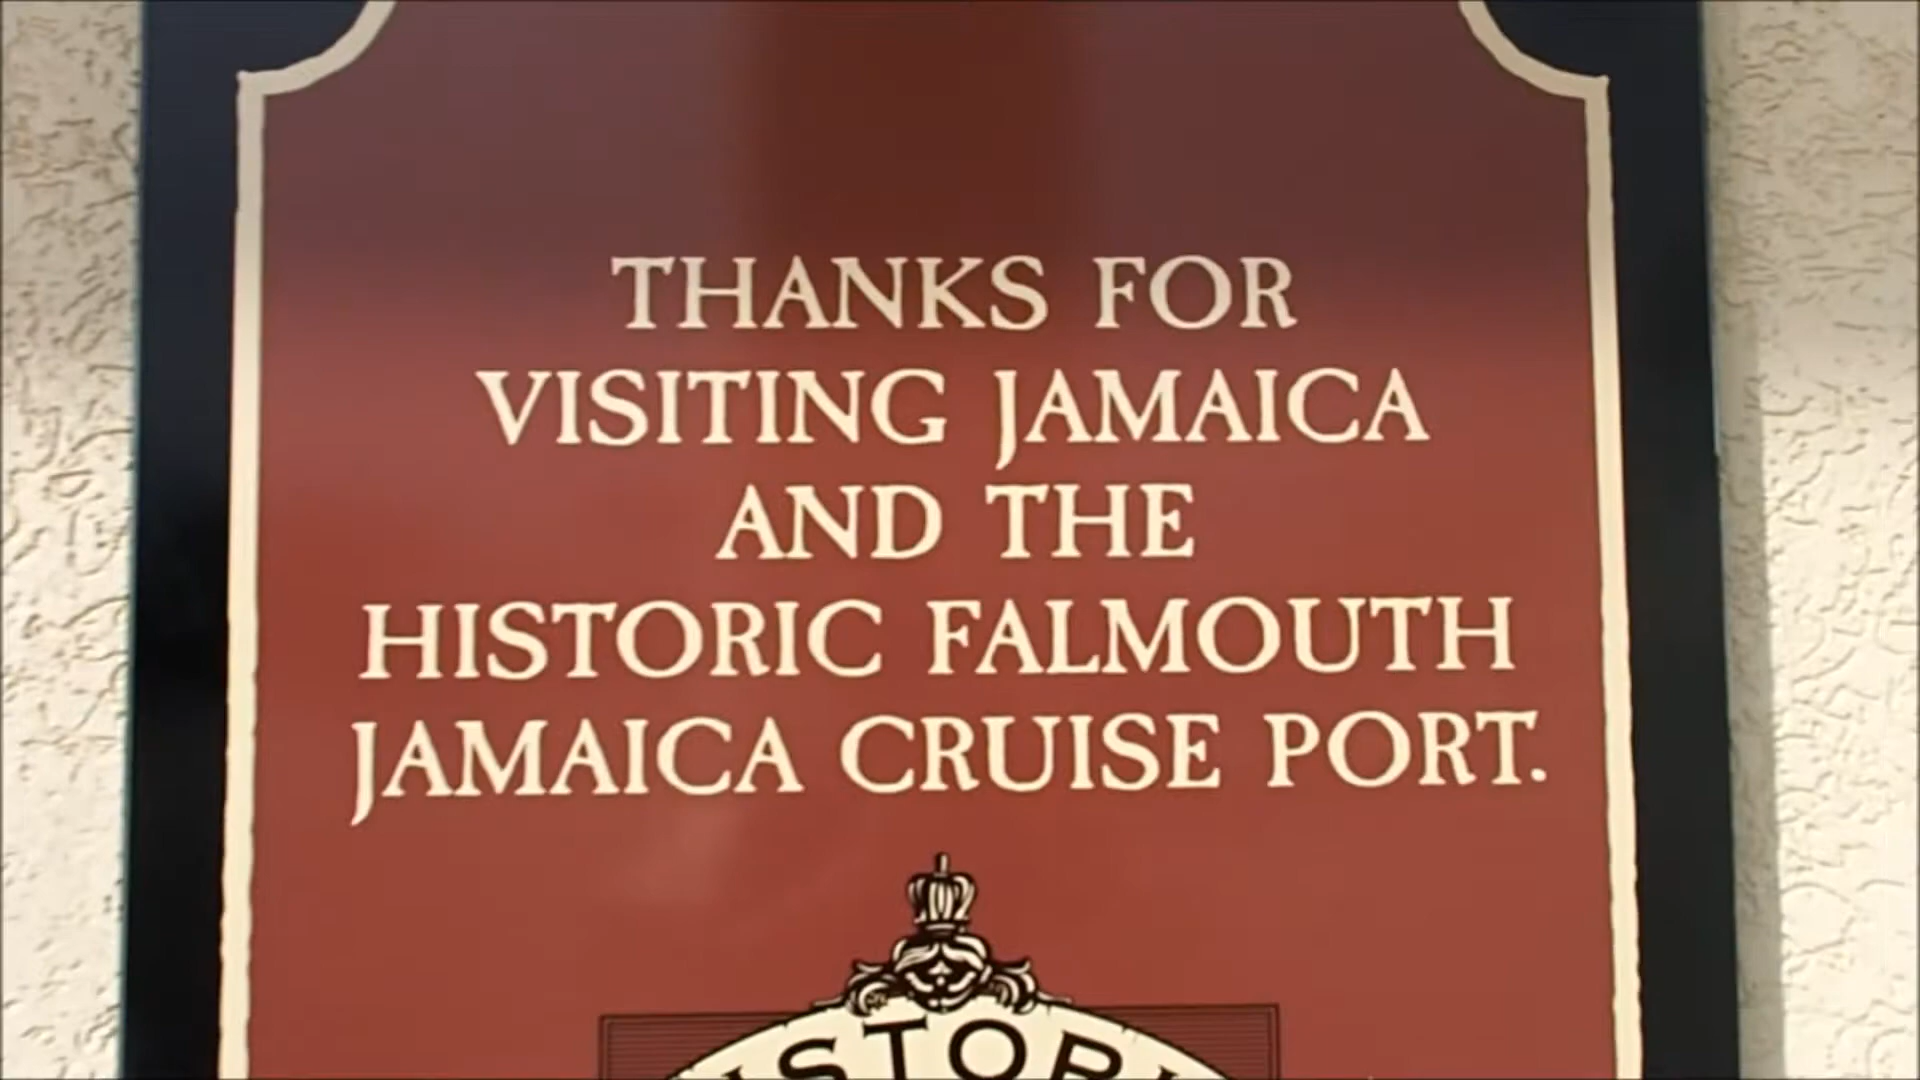 THANKS FOR
VISITING JAMAICA
AND THE
HISTORIC FALMOUTH
JAMAICA CRUISE PORT.